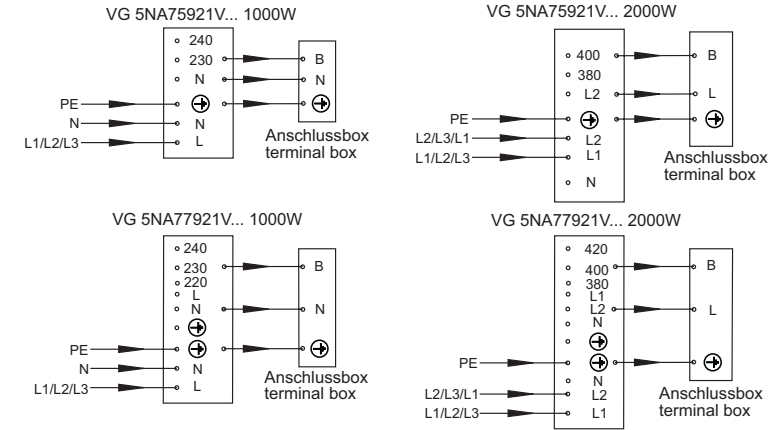 VG 5NA75921V... 1000W
240
230 B
N N
PE
N N
L1/L2/L3 L
Anschlussbox
terminal box
VG 5NA75921V... 2000W
400 B
380
L2 L
PE
L2/L3/L1 L2
L1/L2/L3 L1
N
Anschlussbox
terminal box
VG 5NA77921V... 1000W
240
230 B
220
L
N N
PE
N N
L1/L2/L3 L
Anschlussbox
terminal box
VG 5NA77921V... 2000W
420
400 B
380
L1
L2 L
N
PE
N
L2/L3/L1 L2
L1/L2/L3 L1
Anschlussbox
terminal box